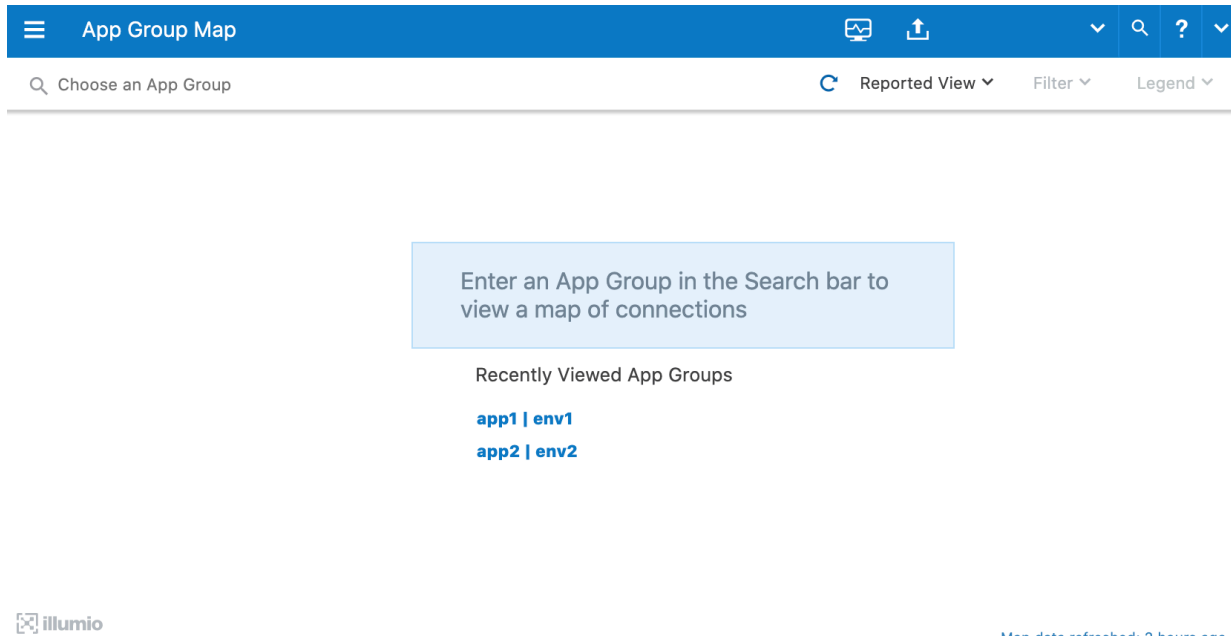 App Group Map
?
Choose an App Group
Reported View
Filter
Legend
Enter an App Group in the Search bar to
view a map of connections
Recently Viewed App Groups
app1 | env1
app2 | env2
illumio